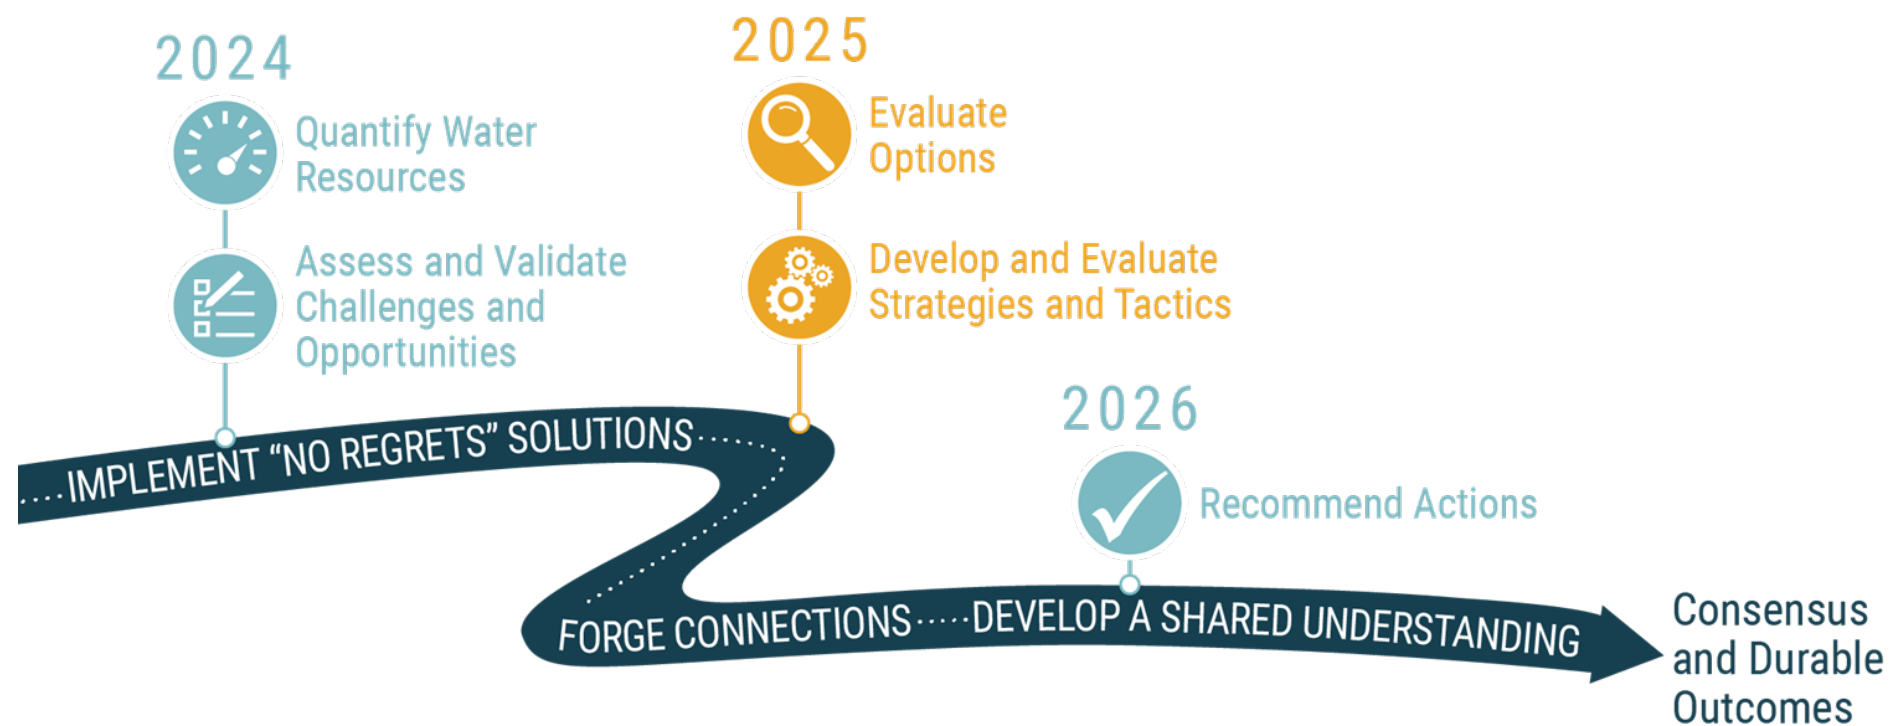 2024
Quantify Water
Resources
Assess and Validate
Challenges and
Opportunities
2025
Evaluate
Options
Develop and Evaluate
Strategies and Tactics
2026
Recommend Actions
....IMPLEMENT “NO REGRETS” SOLUTIONS
FORGE CONNECTIONS·····DEVELOP A SHARED UNDERSTANDING
Consensus
and Durable
Outcomes